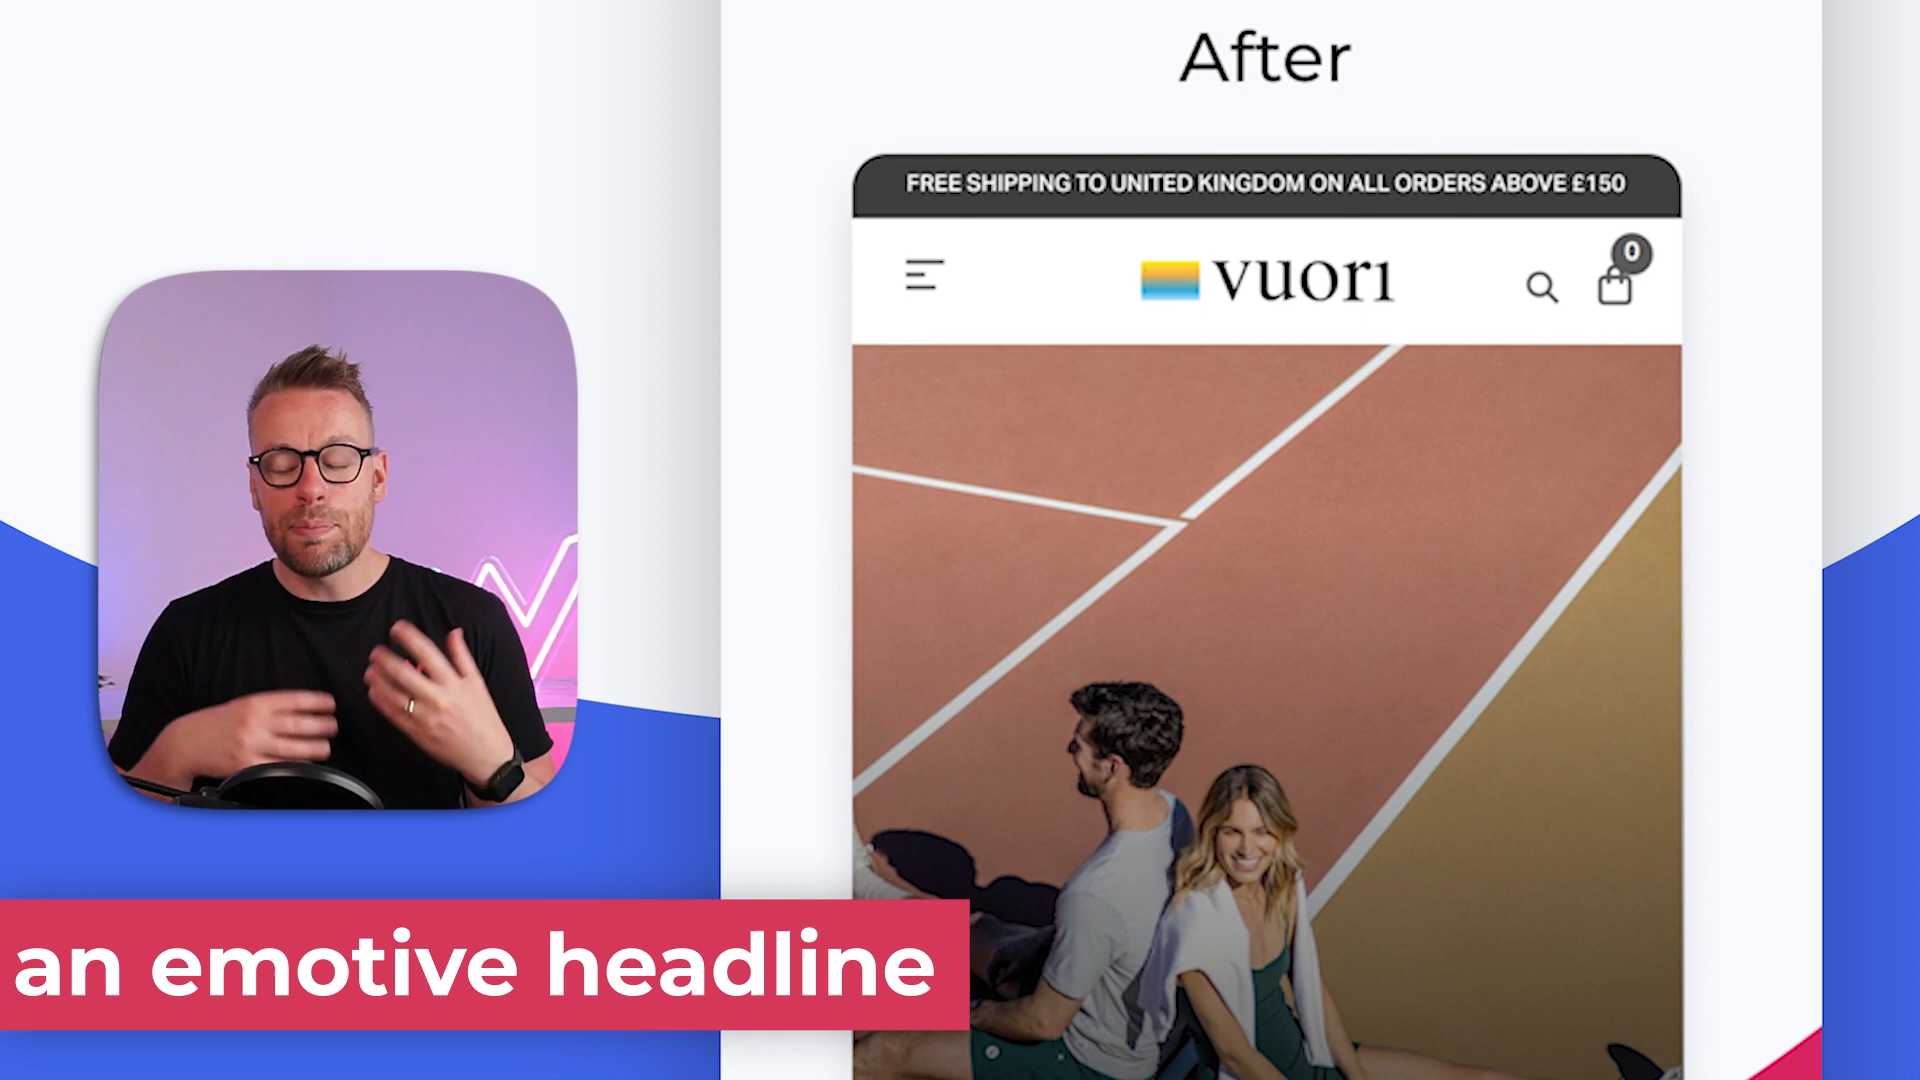 After
FREE SHIPPING TO UNITED KINGDOM ON ALL ORDERS ABOVE £150
vuori
0
an emotive headline